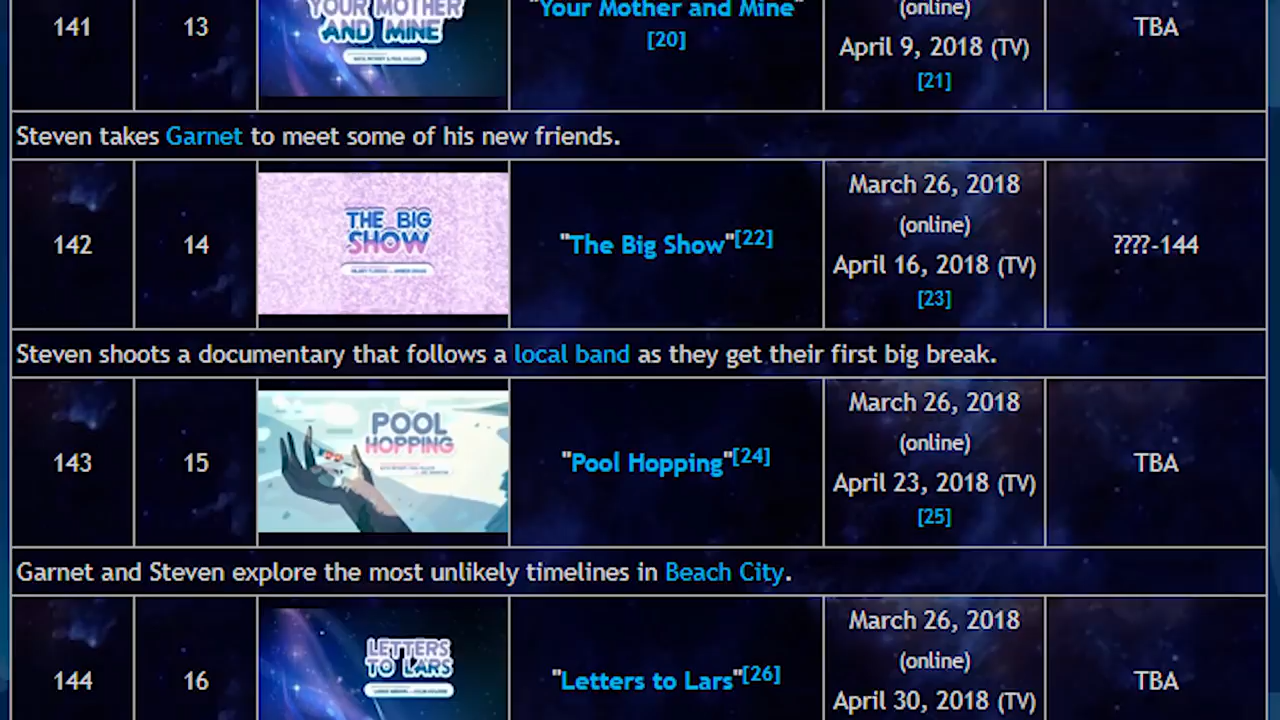 141
13
YOUR MOTHER
AND MINE
"Your Mother and Mine"
[20]
(online)
April 9, 2018 (TV)
[21]
TBA
Steven takes Garnet to meet some of his new friends.
142
14
THE BIG
SHOW
"The Big Show"[22]
March 26, 2018
(online)
April 16, 2018 (TV)
[23]
????-144
Steven shoots a documentary that follows a local band as they get their first big break.
143
15
POOL
HOPPING
"Pool Hopping"[24]
March 26, 2018
(online)
April 23, 2018 (TV)
[25]
TBA
Garnet and Steven explore the most unlikely timelines in Beach City.
144
16
LETTERS
TO LARS
"Letters to Lars"[26]
March 26, 2018
(online)
April 30, 2018 (TV)
TBA